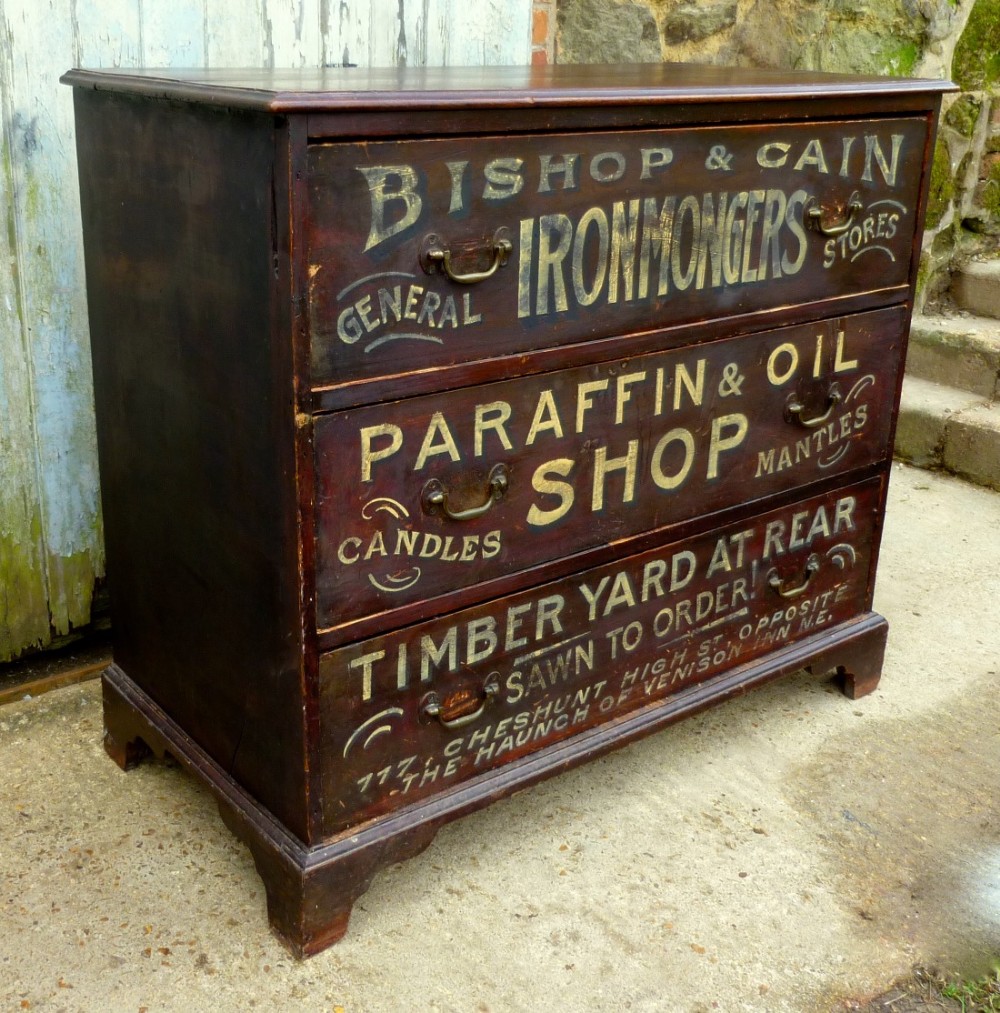 BISHOP & CAIN
GENERAL IRONMONGERS STORES
PARAFFIN & OIL
CANDLES SHOP MANTLES
TIMBER YARD AT REAR
SAWN TO ORDER!
777, CHESHUNT HIGH ST. OPPOSITE
THE HAUNCH OF VENISON INN N.E.